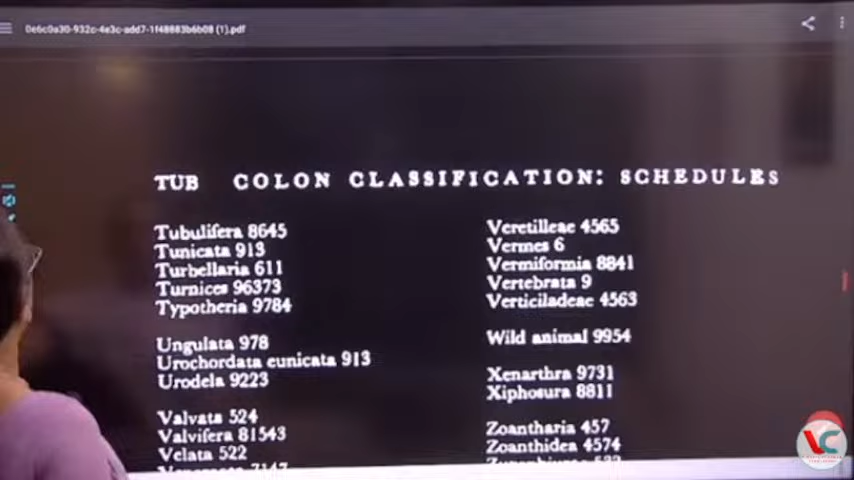 0e6c0a30-932c-4e3c-add7-1f48883b6b08 (1).pdf
TUB COLON CLASSIFICATION: SCHEDULES
Tubulifera 8645
Tunicata 913
Turbellaria 611
Turnices 96373
Typotheria 9784
Ungulata 978
Urochordata eunicata 913
Urodela 9223
Valvata 524
Valvifera 81543
Velata 522
Veretilleae 4565
Vermes 6
Vermiformia 8841
Vertebrata 9
Verticiladeae 4563
Wild animal 9954
Xenarthra 9731
Xiphosura 8811
Zoantharia 457
Zoanthidea 4574
VC